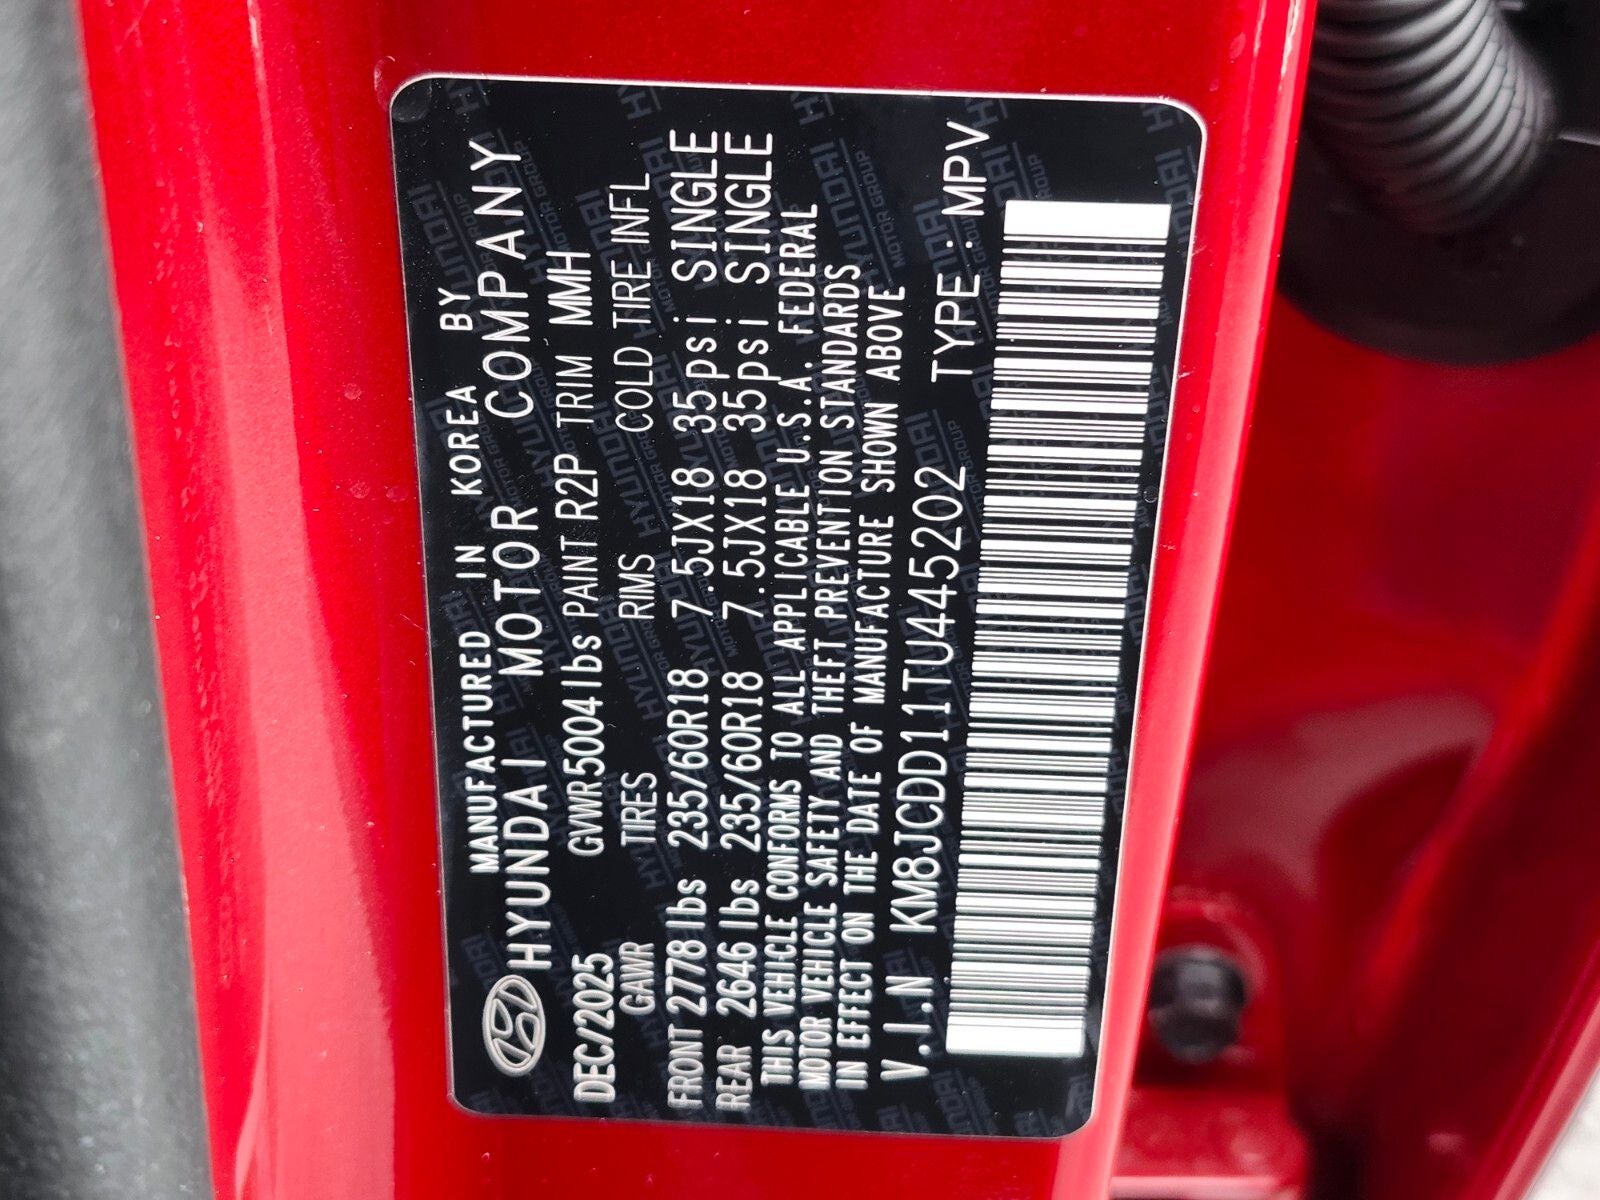 MANUFACTURED IN KOREA BY
HYUNDAI MOTOR COMPANY
DEC/2025 GVWR 5004 lbs PAINT R2P TRIM MMH
GAWR TIRES RIMS COLD TIRE INFL
FRONT 2778 lbs 235/60R18 7.5JX18 35psi SINGLE
REAR 2646 lbs 235/60R18 7.5JX18 35psi SINGLE
THIS VEHICLE CONFORMS TO ALL APPLICABLE U.S.A. FEDERAL
MOTOR VEHICLE SAFETY AND THEFT PREVENTION STANDARDS
IN EFFECT ON THE DATE OF MANUFACTURE SHOWN ABOVE
V.I.N KM8JCDD11TU445202 TYPE : MPV